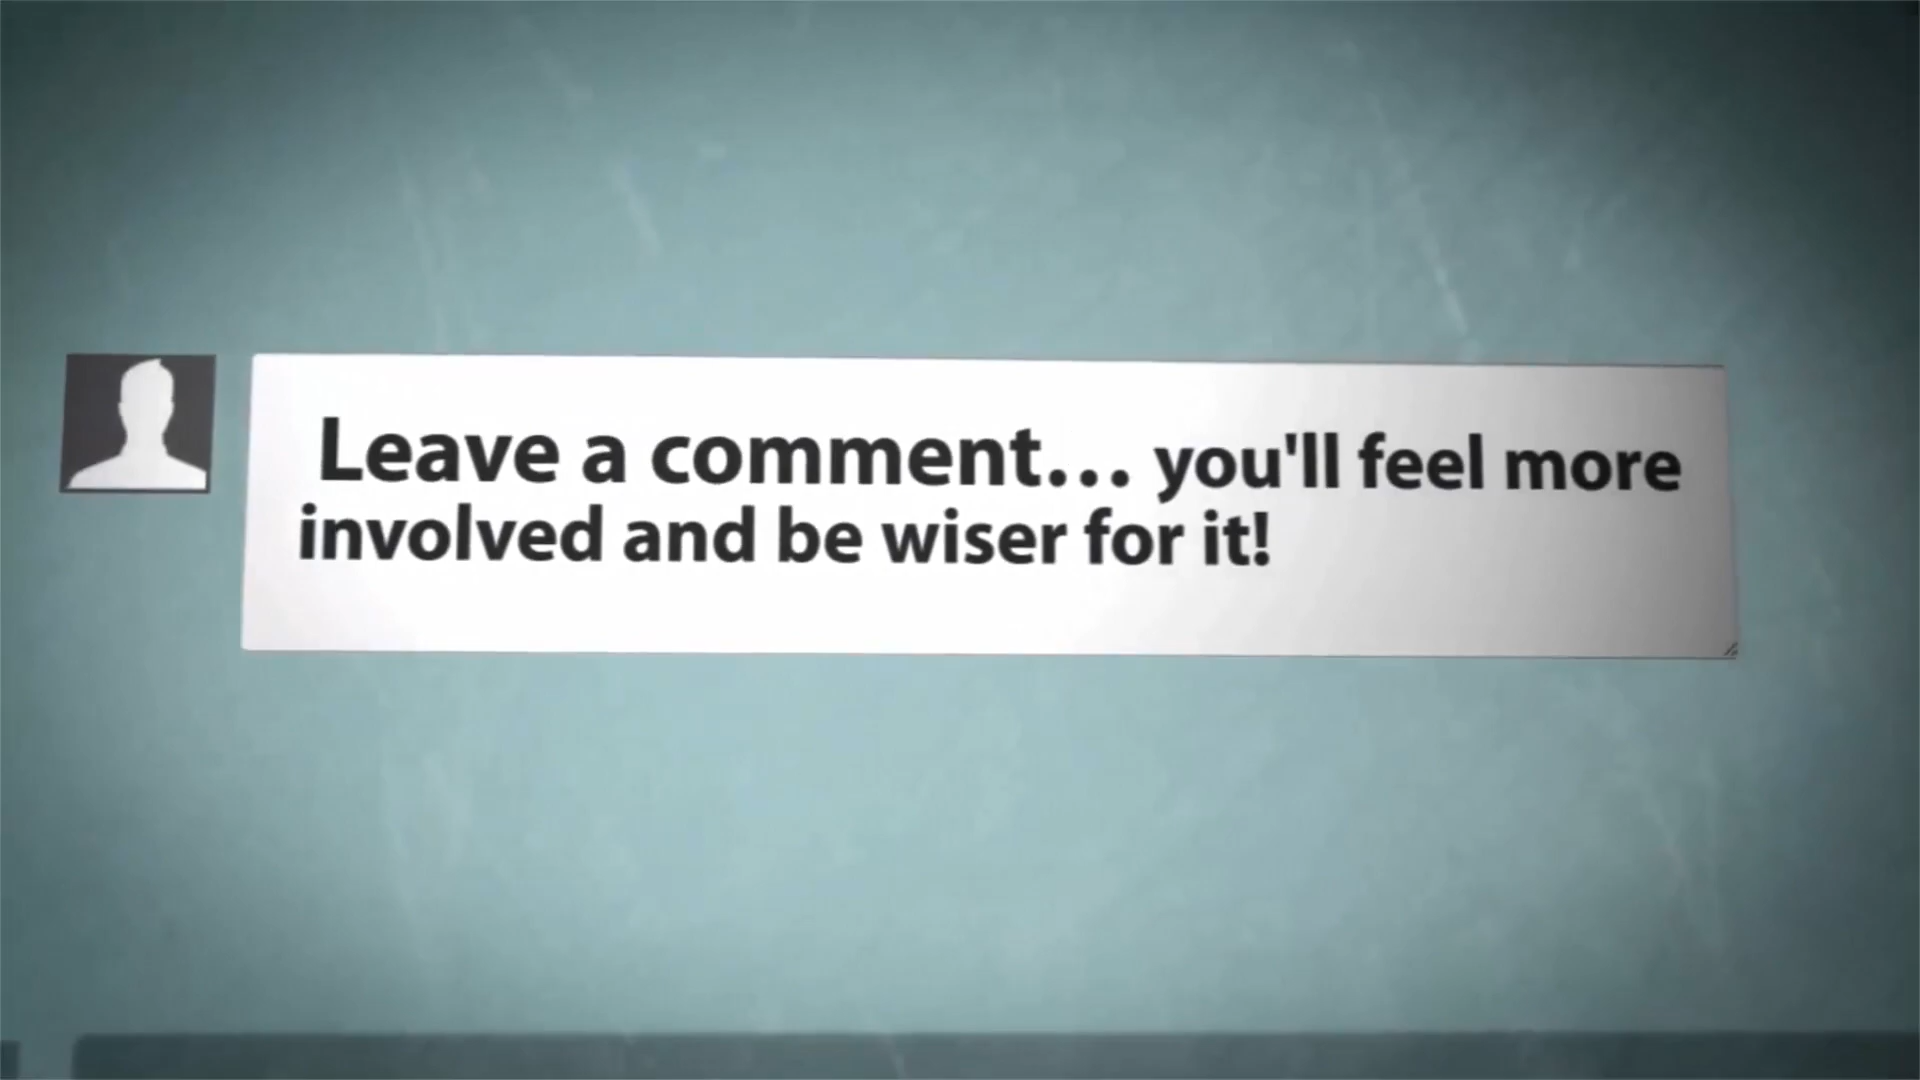 Leave a comment… you'll feel more
involved and be wiser for it!